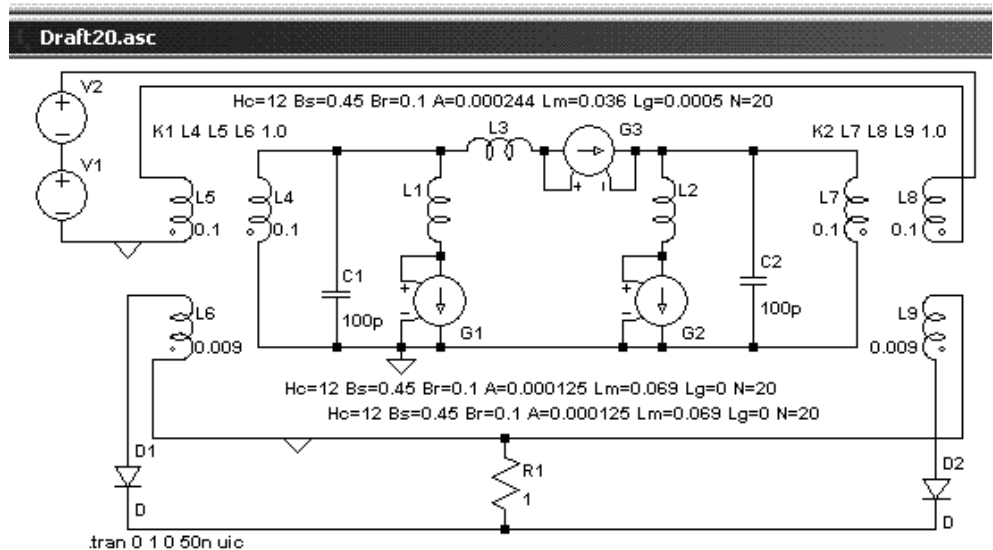 Draft20.asc
V2
Hc=12 Bs=0.45 Br=0.1 A=0.000244 Lm=0.036 Lg=0.0005 N=20
K1 L4 L5 L6 1.0
L3
G3
K2 L7 L8 L9 1.0
V1
L5
0.1
L4
0.1
L1
L2
L7
0.1
L8
0.1
C1
100p
G1
G2
C2
100p
L6
0.009
L9
0.009
Hc=12 Bs=0.45 Br=0.1 A=0.000125 Lm=0.069 Lg=0 N=20
Hc=12 Bs=0.45 Br=0.1 A=0.000125 Lm=0.069 Lg=0 N=20
D1
D
R1
1
D2
D
.tran 0 1 0 50n uic